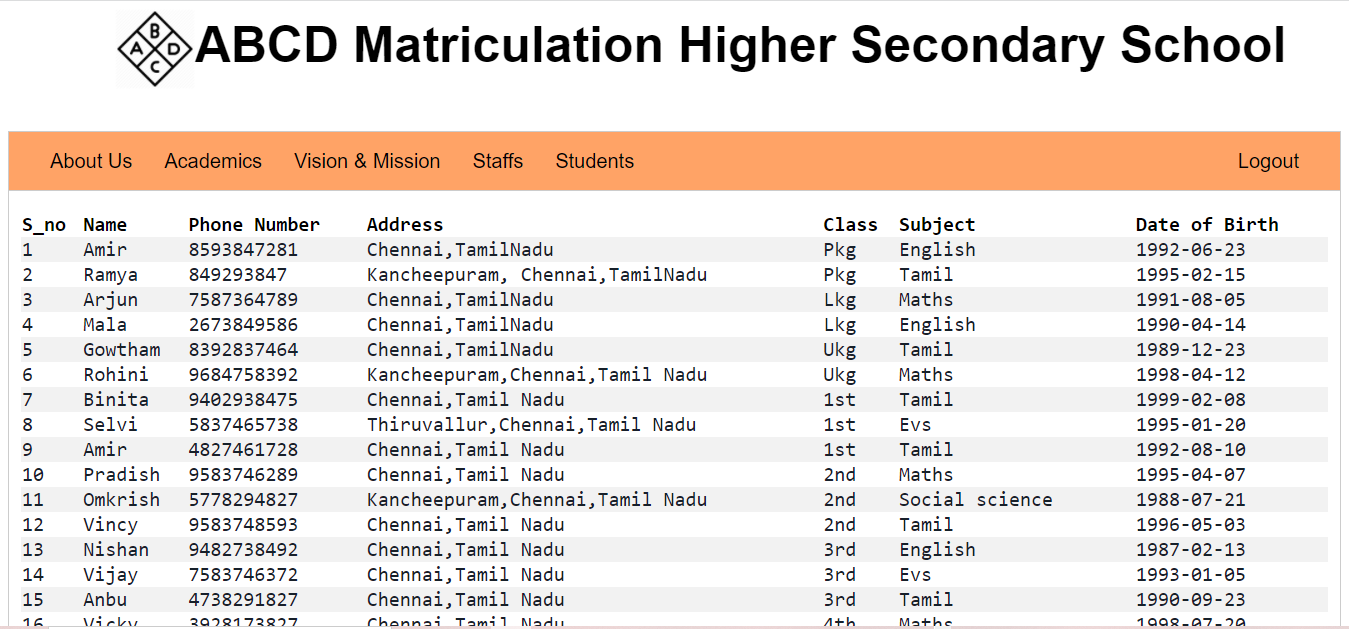 B
A D
C
ABCD Matriculation Higher Secondary School
About Us Academics Vision & Mission Staffs Students Logout
S_no Name Phone Number Address Class Subject Date of Birth
1 Amir 8593847281 Chennai,TamilNadu Pkg English 1992-06-23
2 Ramya 849293847 Kancheepuram, Chennai,TamilNadu Pkg Tamil 1995-02-15
3 Arjun 7587364789 Chennai,TamilNadu Lkg Maths 1991-08-05
4 Mala 2673849586 Chennai,TamilNadu Lkg English 1990-04-14
5 Gowtham 8392837464 Chennai,TamilNadu Ukg Tamil 1989-12-23
6 Rohini 9684758392 Kancheepuram,Chennai,Tamil Nadu Ukg Maths 1998-04-12
7 Binita 9402938475 Chennai,Tamil Nadu 1st Tamil 1999-02-08
8 Selvi 5837465738 Thiruvallur,Chennai,Tamil Nadu 1st Evs 1995-01-20
9 Amir 4827461728 Chennai,Tamil Nadu 1st Tamil 1992-08-10
10 Pradish 9583746289 Chennai,Tamil Nadu 2nd Maths 1995-04-07
11 Omkrish 5778294827 Kancheepuram,Chennai,Tamil Nadu 2nd Social science 1988-07-21
12 Vincy 9583748593 Chennai,Tamil Nadu 2nd Tamil 1996-05-03
13 Nishan 9482738492 Chennai,Tamil Nadu 3rd English 1987-02-13
14 Vijay 7583746372 Chennai,Tamil Nadu 3rd Evs 1993-01-05
15 Anbu 4738291827 Chennai,Tamil Nadu 3rd Tamil 1990-09-23
16 Vicky 3928173827 Chennai,Tamil Nadu 4th Maths 1998-07-20